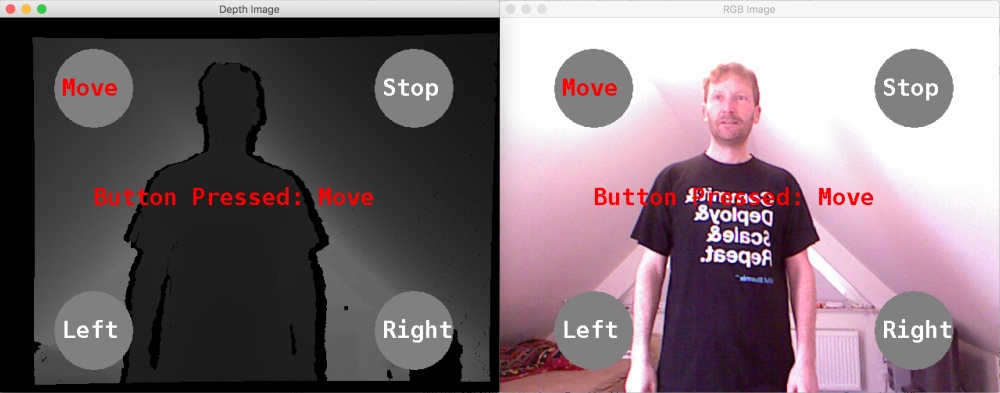 Depth Image
Move
Stop
Button Pressed: Move
Left
Right
RGB Image
Move
Stop
Button Pressed: Move
Deploy&
Scale&
Repeat.
Left
Right